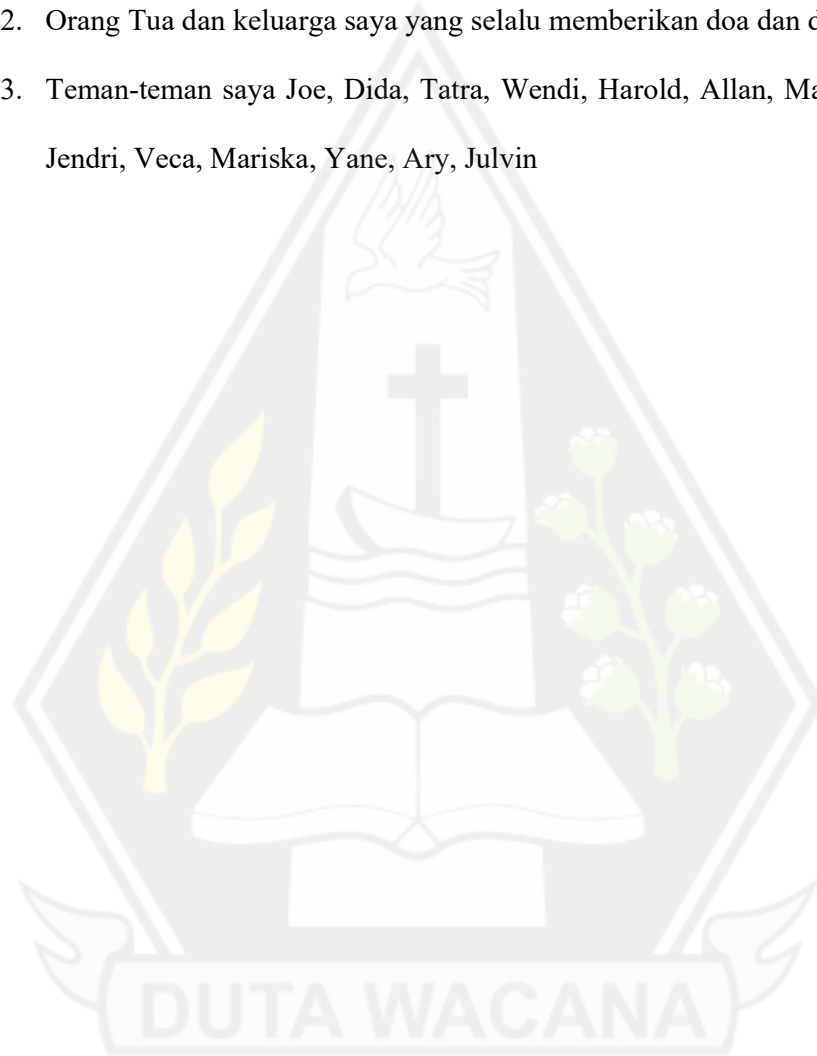 2. Orang Tua dan keluarga saya yang selalu memberikan doa dan
3. Teman-teman saya Joe, Dida, Tatra, Wendi, Harold, Allan,
Jendri, Veca, Mariska, Yane, Ary, Julvin
DUTA WACANA